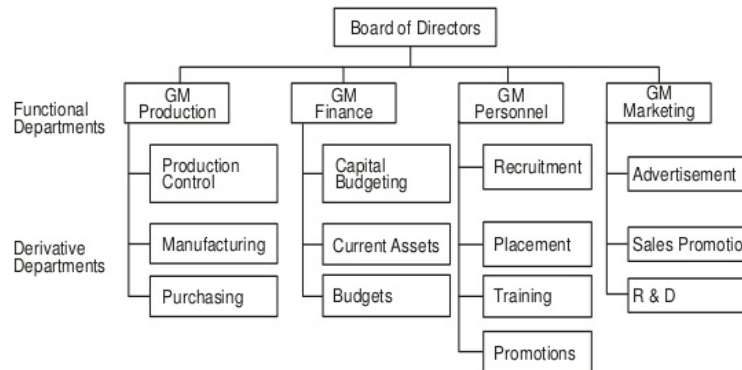 Board of Directors
Functional
Departments
GM
Production
GM
Finance
GM
Personnel
GM
Marketing
Production
Control
Capital
Budgeting
Recruitment
Advertisement
Derivative
Departments
Manufacturing
Current Assets
Placement
Sales Promotio
Purchasing
Budgets
Training
R & D
Promotions